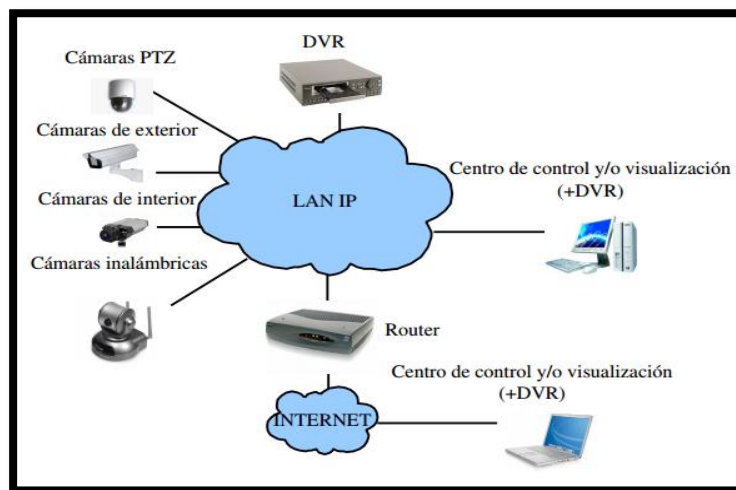 DVR
Cámaras PTZ
Cámaras de exterior
Cámaras de interior
Cámaras inalámbricas
LAN IP
Centro de control y/o visualización
(+DVR)
Router
Centro de control y/o visualización
(+DVR)
INTERNET